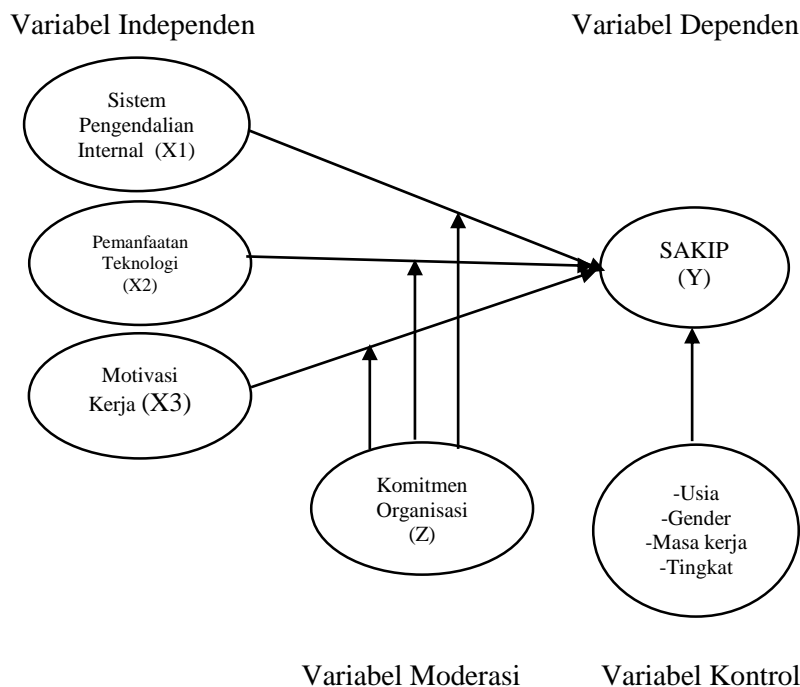 Variabel Independen
Variabel Dependen
Sistem
Pengendalian
Internal (X1)
Pemanfaatan
Teknologi
(X2)
Motivasi
Kerja (X3)
SAKIP
(Y)
Komitmen
Organisasi
(Z)
-Usia
-Gender
-Masa kerja
-Tingkat
Variabel Moderasi
Variabel Kontrol